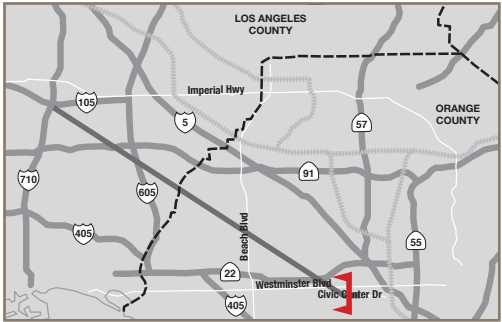 LOS ANGELES
COUNTY
Imperial Hwy
105
5
57
ORANGE
COUNTY
710
605
91
405
Beach Blvd
55
22
Westminster Blvd
Civic Center Dr
405